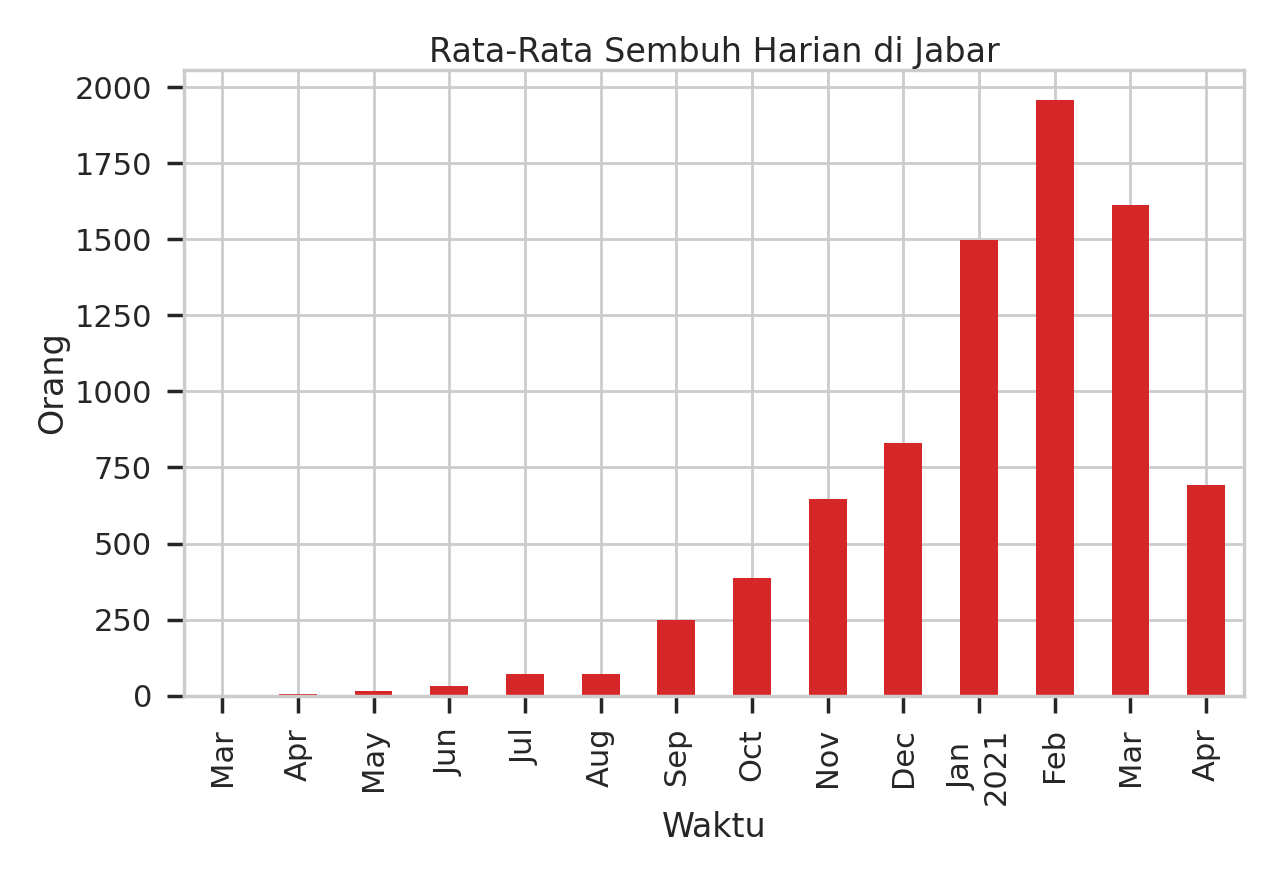 Rata-Rata Sembuh Harian di Jabar
2000
1750
1500
1250
1000
750
500
250
0
Orang
Mar
Apr
May
Jun
Jul
Aug
Sep
Oct
Nov
Dec
Jan
2021
Feb
Mar
Apr
Waktu